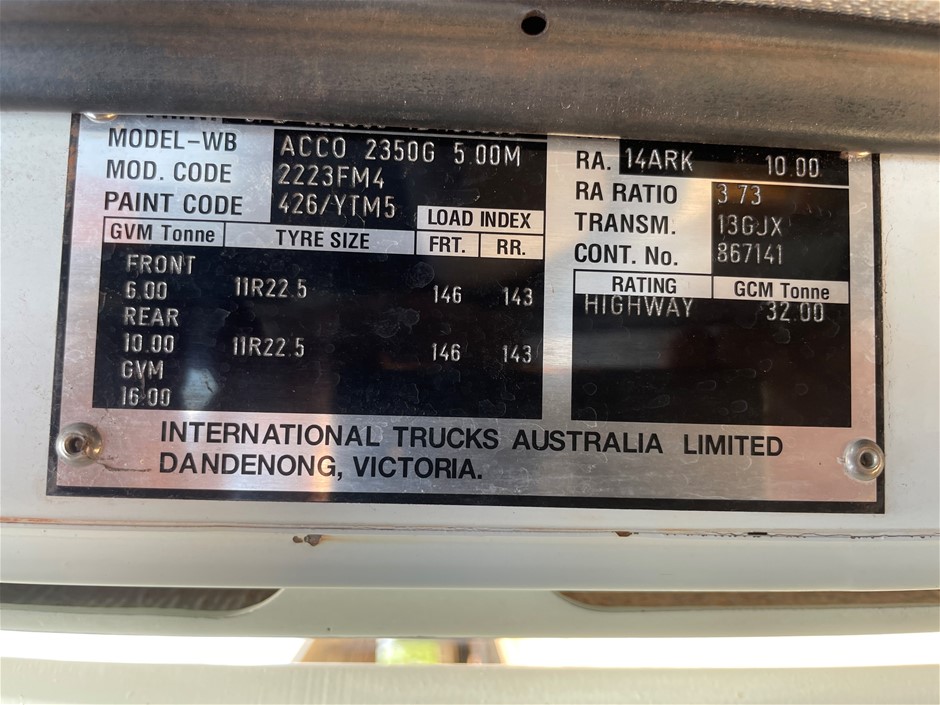 MODEL-WB ACCO 2350G 5.00M
MOD. CODE 2223FM4
PAINT CODE 426/YTM5
LOAD INDEX
GVM Tonne TYRE SIZE FRT. RR.
FRONT
6.00 11R22.5 146 143
REAR
10.00 11R22.5 146 143
GVM
16.00
RA. 14ARK 10.00
RA RATIO 3.73
TRANSM. 13GJX
CONT. No. 867141
RATING GCM Tonne
HIGHWAY 32.00
INTERNATIONAL TRUCKS AUSTRALIA LIMITED
DANDENONG, VICTORIA.